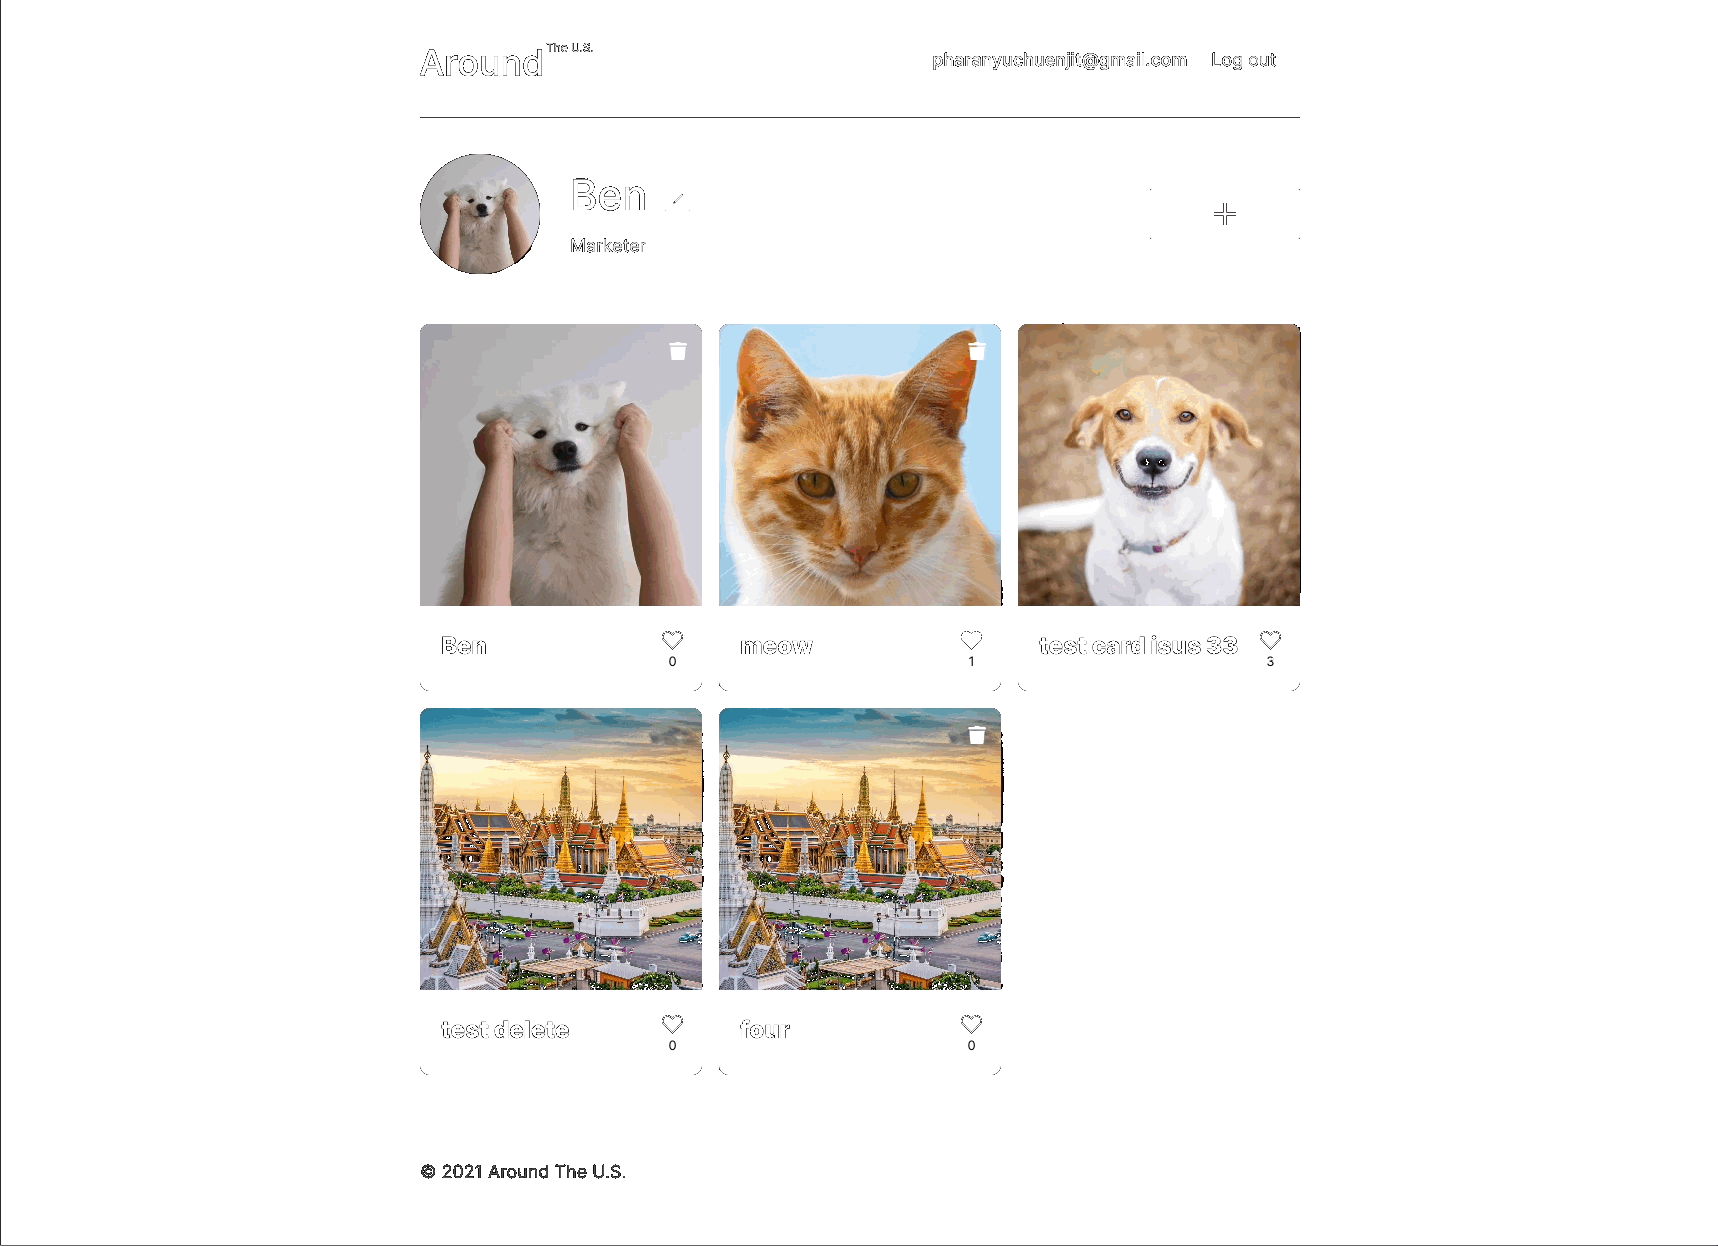 Around The U.S.
pharanyuchuenjit@gmail.com Log out
Ben
Marketer
Ben
0
meow
1
test card isus 33
3
test delete
0
four
0
© 2021 Around The U.S.